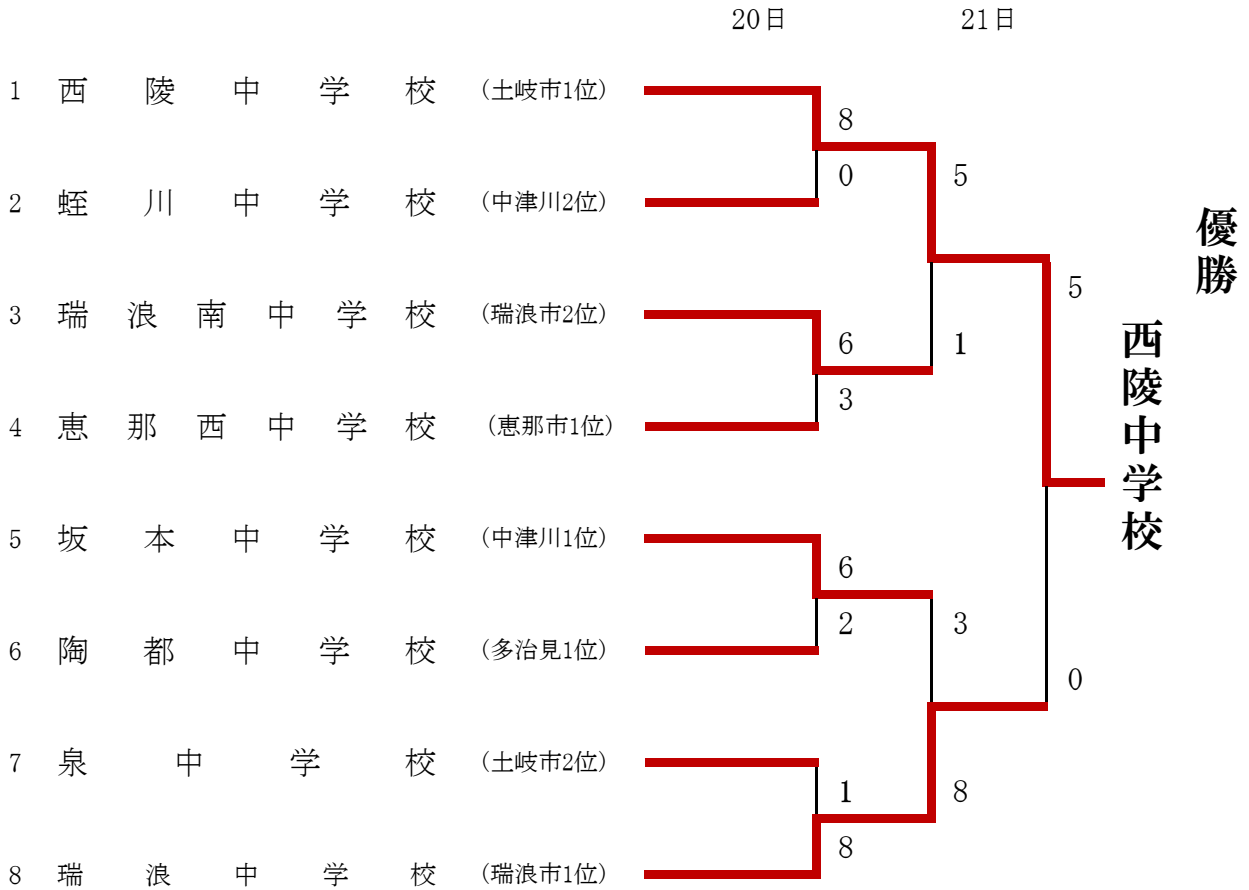 20日 21日
1 西陵中学校 (土岐市1位)
8
0
5
2 蛭川中学校 (中津川2位)
優勝
5
3 瑞浪南中学校 (瑞浪市2位)
6
1
西陵中学校
3
4 恵那西中学校 (恵那市1位)
5 坂本中学校 (中津川1位)
6
2
3
6 陶都中学校 (多治見1位)
0
7 泉中学校 (土岐市2位)
1
8
8
8 瑞浪中学校 (瑞浪市1位)